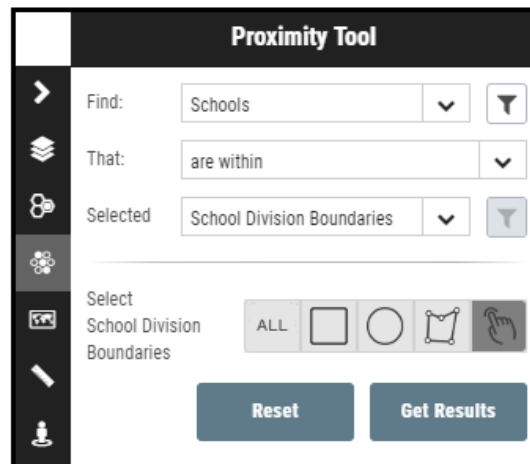 Proximity Tool
Find: Schools
That: are within
Selected School Division Boundaries
Select
School Division
Boundaries
ALL
Reset Get Results